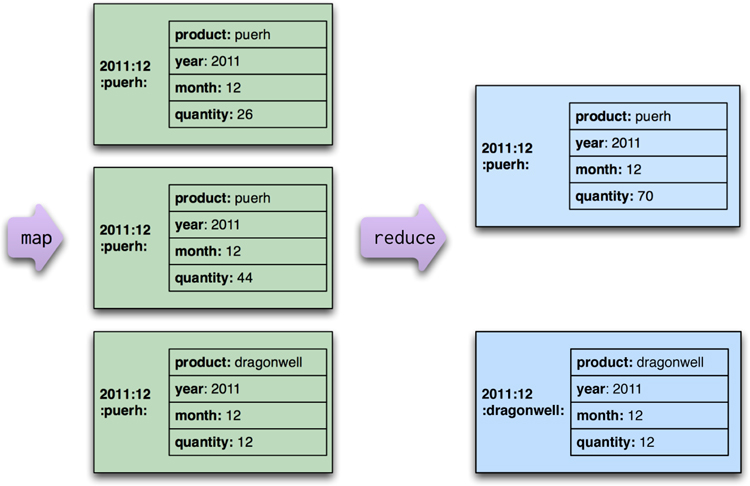 map
2011:12
:puerh:
product: puerh
year: 2011
month: 12
quantity: 26
2011:12
:puerh:
product: puerh
year: 2011
month: 12
quantity: 44
2011:12
:puerh:
product: dragonwell
year: 2011
month: 12
quantity: 12
reduce
2011:12
:puerh:
product: puerh
year: 2011
month: 12
quantity: 70
2011:12
:dragonwell:
product: dragonwell
year: 2011
month: 12
quantity: 12